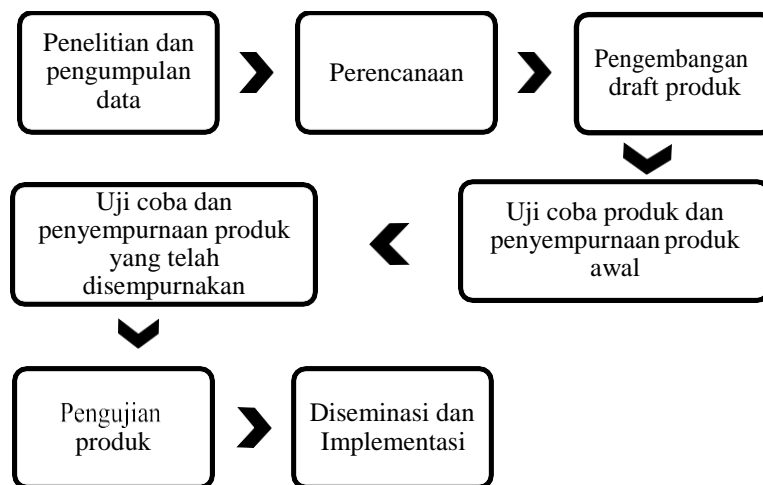 Penelitian dan
pengumpulan
data
Perencanaan
Pengembangan
draft produk
Uji coba produk dan
penyempurnaan produk
awal
Uji coba dan
penyempurnaan produk
yang telah
disempurnakan
Pengujian
produk
Diseminasi dan
Implementasi